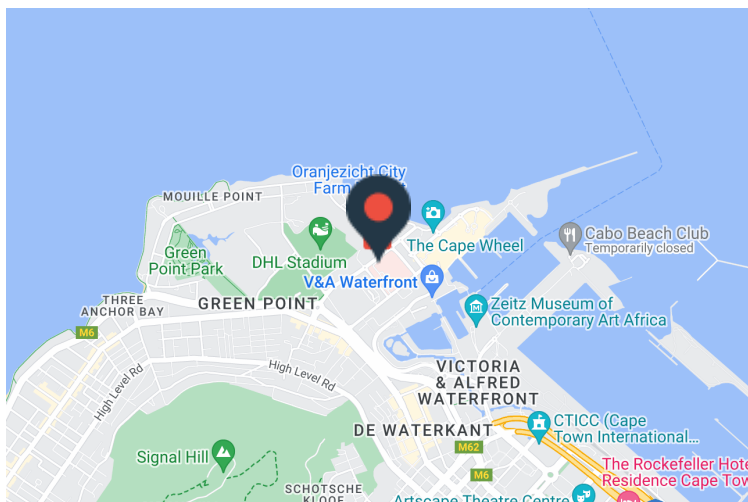 Oranjezicht City
Farm
MOUILLE POINT
Green
Point Park
DHL Stadium
The Cape Wheel
Cabo Beach Club
Temporarily closed
V&A Waterfront
THREE
ANCHOR BAY
GREEN POINT
Zeitz Museum of
Contemporary Art Africa
M6
High Level Rd
High Level Rd
VICTORIA
& ALFRED
WATERFRONT
DE WATERKANT
CTICC (Cape
Town International...
M62
Signal Hill
M6
The Rockefeller Hote
Residence Cape Tow
SCHOTSCHE
KLOOF
Artscape Theatre Centre